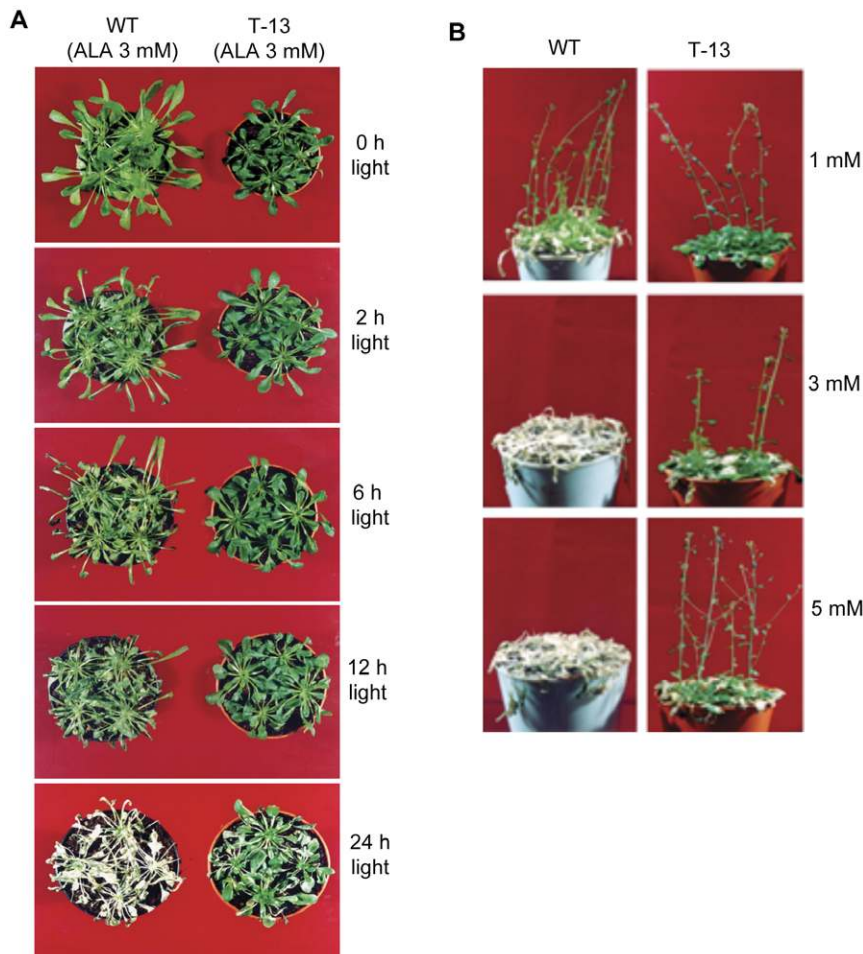 A
WT
(ALA 3 mM)
T-13
(ALA 3 mM)
0 h
light
2 h
light
6 h
light
12 h
light
24 h
light
B
WT
T-13
1 mM
3 mM
5 mM